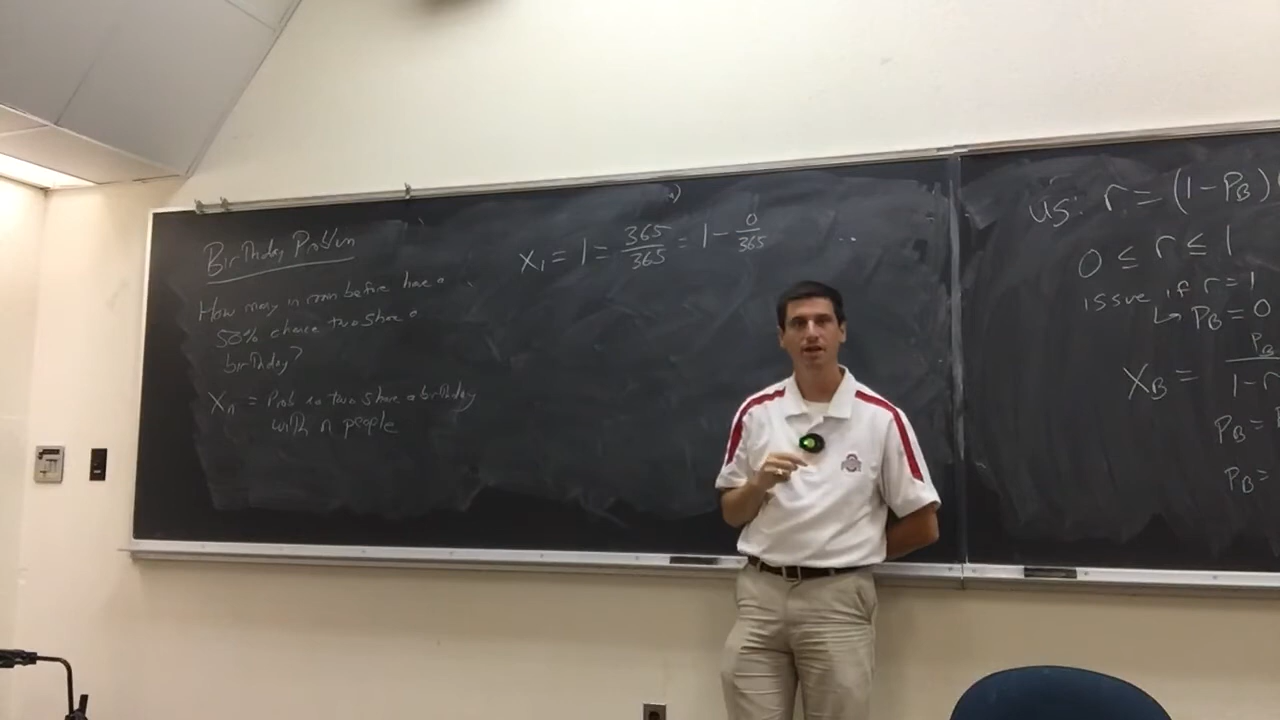 Birthday Problem
How many in room before have a
50% chance two share a
birthday?
Xn = Prob no two share a birthday
with n people
x1 = 1 = 365/365 = 1 - 0/365
us: r = (1-PB)
0 ≤ r ≤ 1
issue if r = 1
↳ PB = 0
XB = PB / 1-r
PB =
PB =